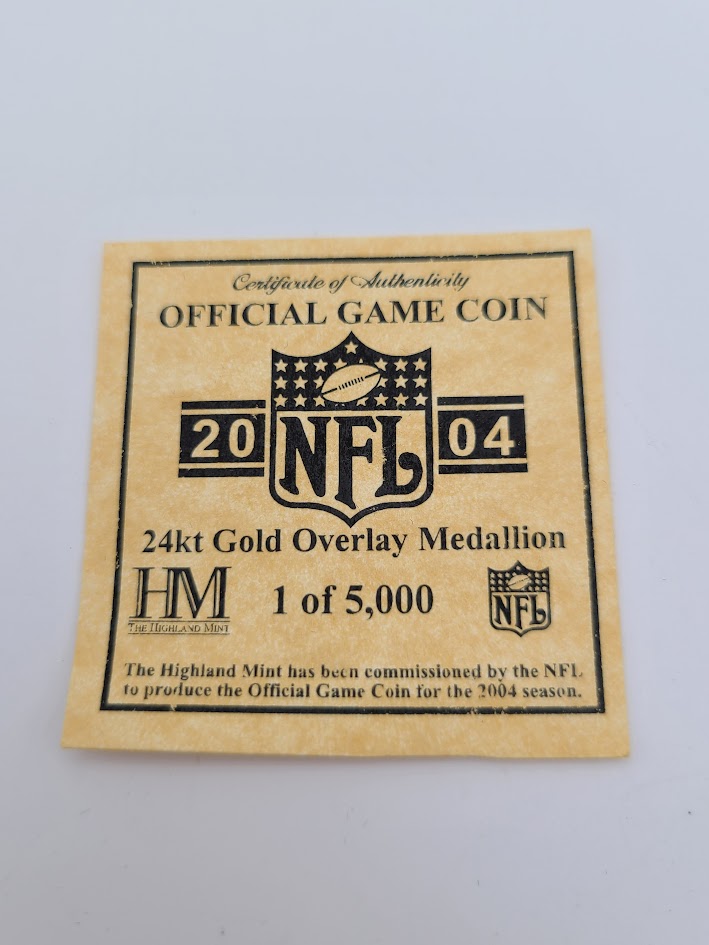 Certificate of Authenticity
OFFICIAL GAME COIN
20 NFL 04
24kt Gold Overlay Medallion
HM 1 of 5,000 NFL
THE HIGHLAND MINT
The Highland Mint has been commissioned by the NFL
to produce the Official Game Coin for the 2004 season.